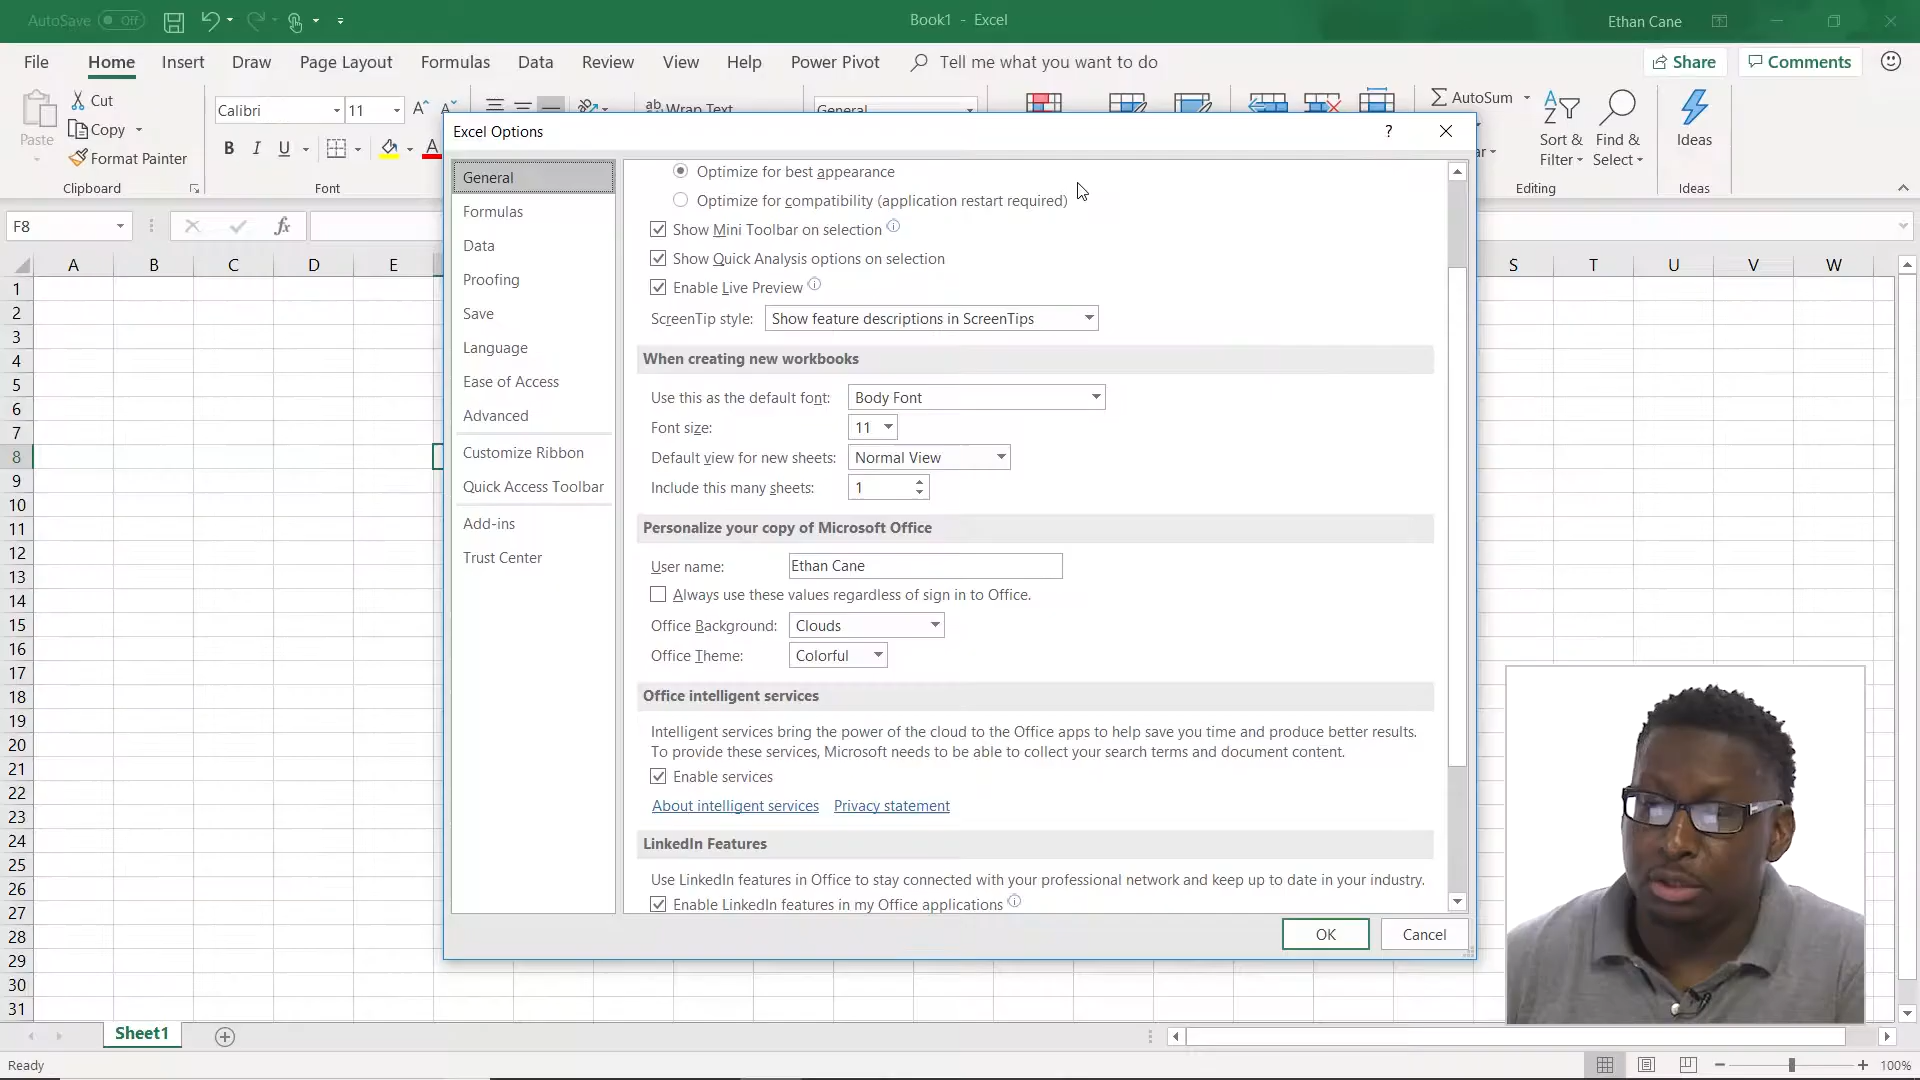 AutoSave Off Book1 - Excel Ethan Cane
File Home Insert Draw Page Layout Formulas Data Review View Help Power Pivot Tell me what you want to do Share Comments
Paste
Cut
Copy
Format Painter
Clipboard
Calibri 11
B I U A
Font
Wrap Text
General
AutoSum
Sort & Filter
Find & Select
Editing
Ideas
Ideas
F8
fx
A B C D E S T U V W
1
2
3
4
5
6
7
8
9
10
11
12
13
14
15
16
17
18
19
20
21
22
23
24
25
26
27
28
29
30
31
Excel Options ?
General
Formulas
Data
Proofing
Save
Language
Ease of Access
Advanced
Customize Ribbon
Quick Access Toolbar
Add-ins
Trust Center
Optimize for best appearance
Optimize for compatibility (application restart required)
Show Mini Toolbar on selection
Show Quick Analysis options on selection
Enable Live Preview
ScreenTip style: Show feature descriptions in ScreenTips
When creating new workbooks
Use this as the default font: Body Font
Font size: 11
Default view for new sheets: Normal View
Include this many sheets: 1
Personalize your copy of Microsoft Office
User name: Ethan Cane
Always use these values regardless of sign in to Office.
Office Background: Clouds
Office Theme: Colorful
Office intelligent services
Intelligent services bring the power of the cloud to the Office apps to help save you time and produce better results.
To provide these services, Microsoft needs to be able to collect your search terms and document content.
Enable services
About intelligent services Privacy statement
LinkedIn Features
Use LinkedIn features in Office to stay connected with your professional network and keep up to date in your industry.
Enable LinkedIn features in my Office applications
OK Cancel
Sheet1
Ready 100%